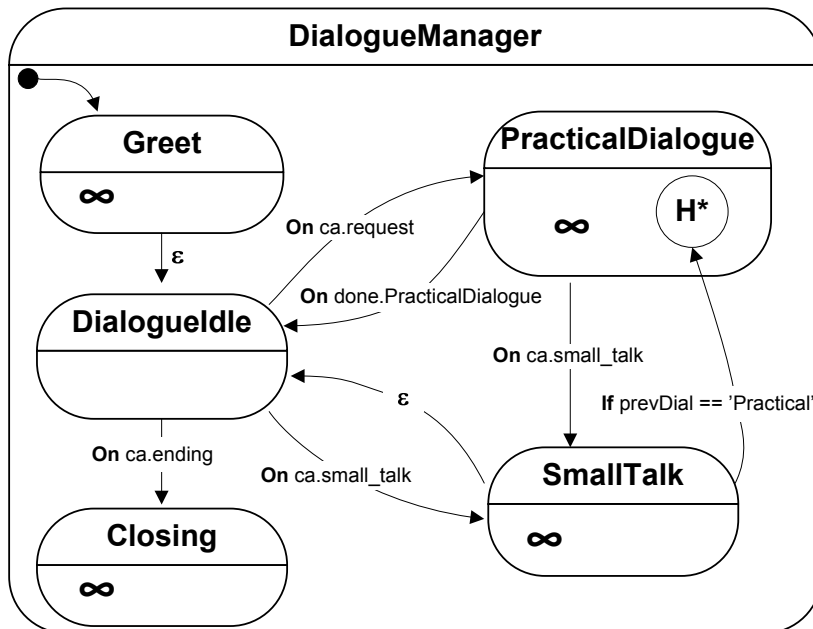 DialogueManager
Greet
∞
ε
DialogueIdle
On ca.request
On done.PracticalDialogue
PracticalDialogue
∞
H*
On ca.small_talk
If prevDial == 'Practical'
ε
On ca.ending
On ca.small_talk
SmallTalk
∞
Closing
∞